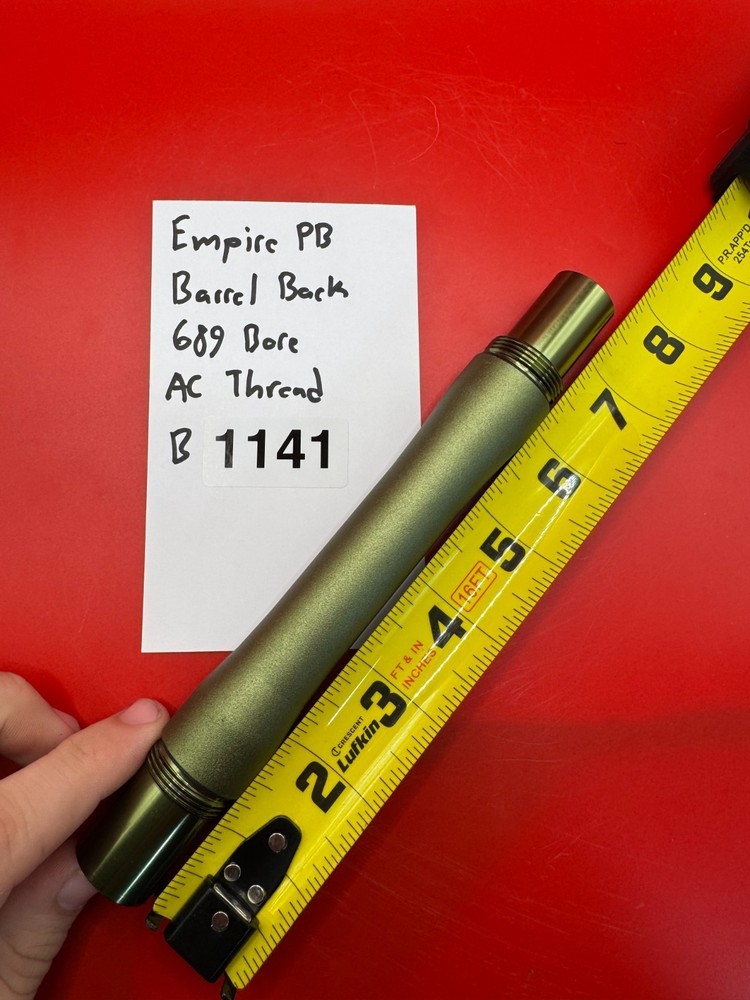 Empire PB
Barrel Back
689 Bore
AC Thread
B 1141
9
8
7
6
5
16FT
4
FT & IN
INCHES
3
CRESCENT
Lufkin
2
P.R.APP'D